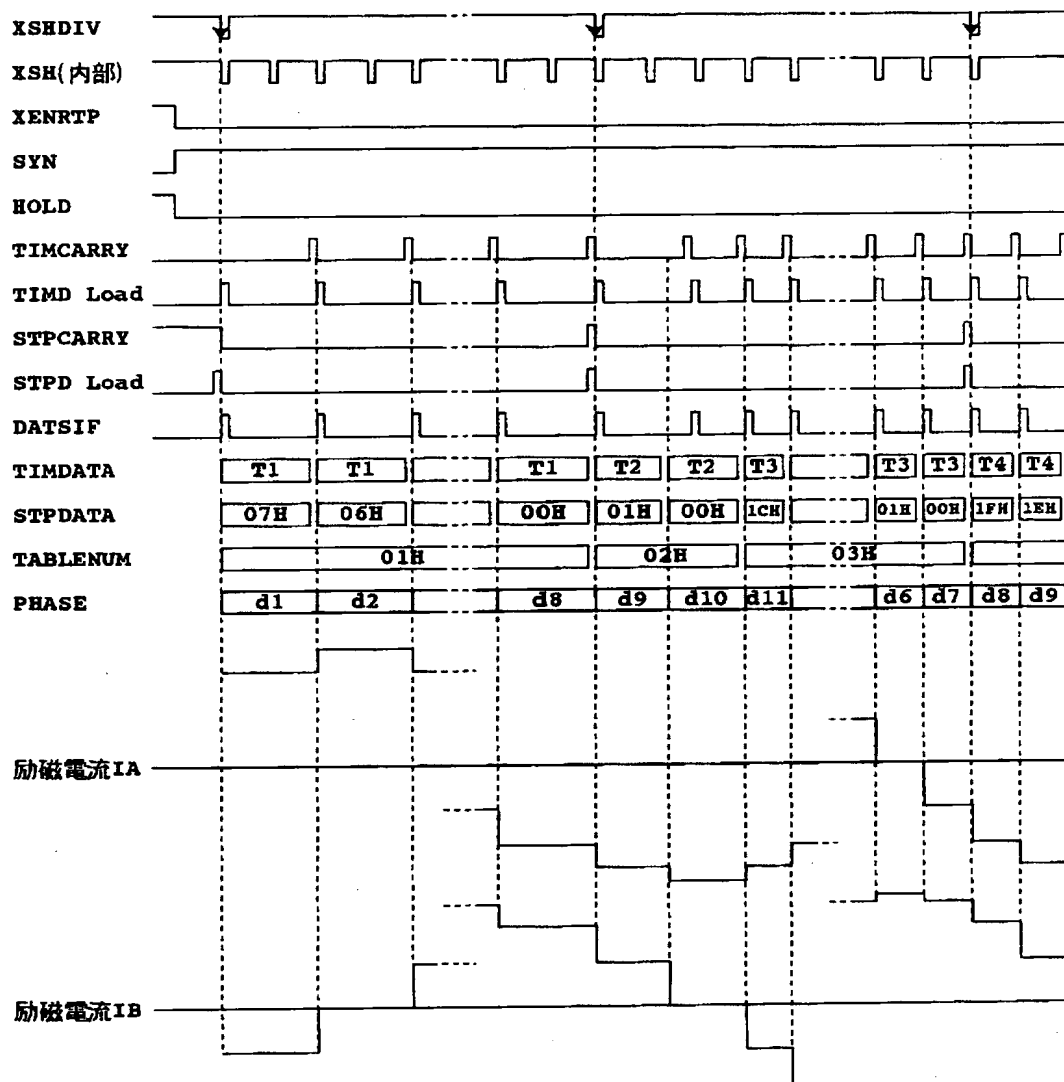 XSHDIV
XSH(内部)
XENRTP
SYN
HOLD
TIMCARRY
TIMD Load
STPCARRY
STPD Load
DATSIF
TIMDATA T1 T1 T1 T2 T2 T3 T3 T3 T4 T4
STPDATA 07H 06H 00H 01H 00H 1CH 01H 00H 1FH 1EH
TABLENUM 01H 02H 03H
PHASE d1 d2 d8 d9 d10 d11 d6 d7 d8 d9
励磁電流IA
励磁電流IB